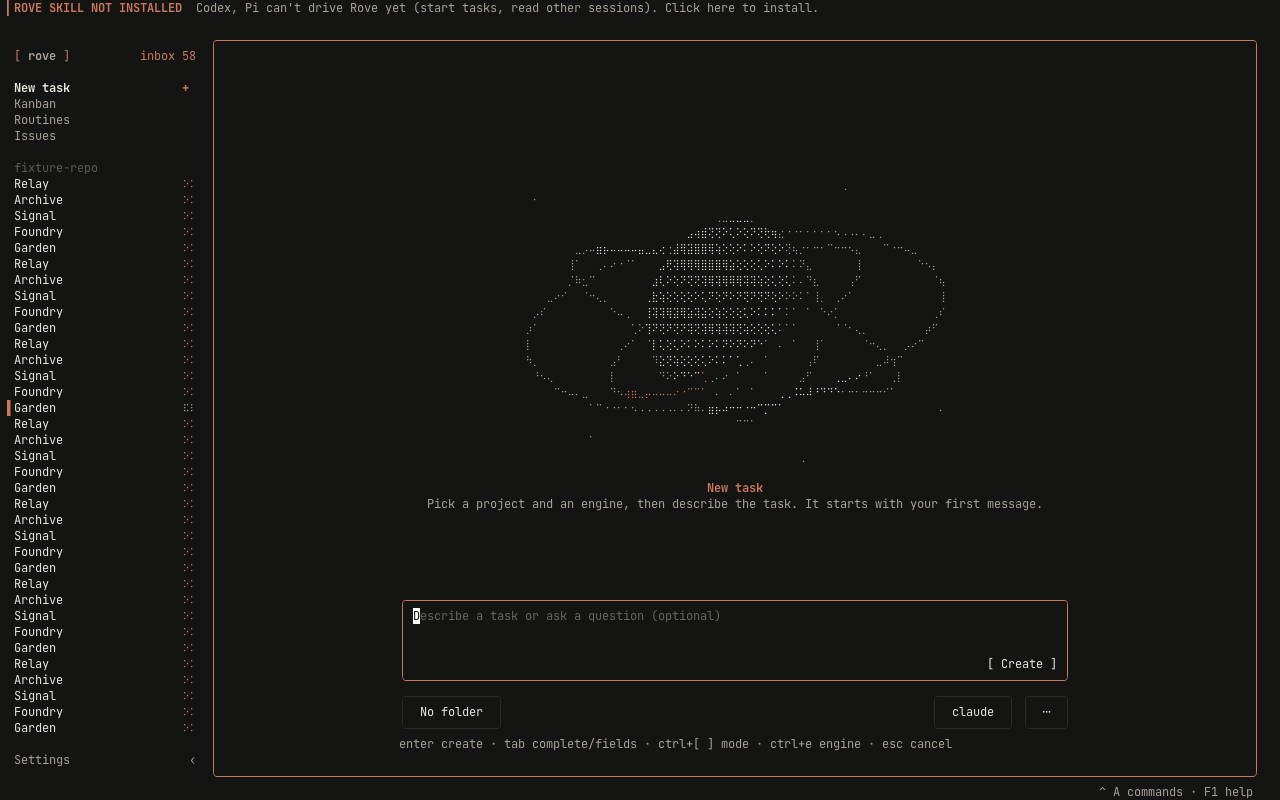 ROVE SKILL NOT INSTALLED Codex, Pi can't drive Rove yet (start tasks, read other sessions). Click here to install.
[ rove ] inbox 58
New task +
Kanban
Routines
Issues
fixture-repo
Relay
Archive
Signal
Foundry
Garden
Relay
Archive
Signal
Foundry
Garden
Relay
Archive
Signal
Foundry
Garden
Relay
Archive
Signal
Foundry
Garden
Relay
Archive
Signal
Foundry
Garden
Relay
Archive
Signal
Foundry
Garden
Relay
Archive
Signal
Foundry
Garden
Settings ‹
New task
Pick a project and an engine, then describe the task. It starts with your first message.
Describe a task or ask a question (optional)
[ Create ]
No folder claude ⋯
enter create · tab complete/fields · ctrl+[ ] mode · ctrl+e engine · esc cancel
^ A commands · F1 help